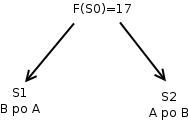 F(S0)=17
S1
B po A
S2
A po B